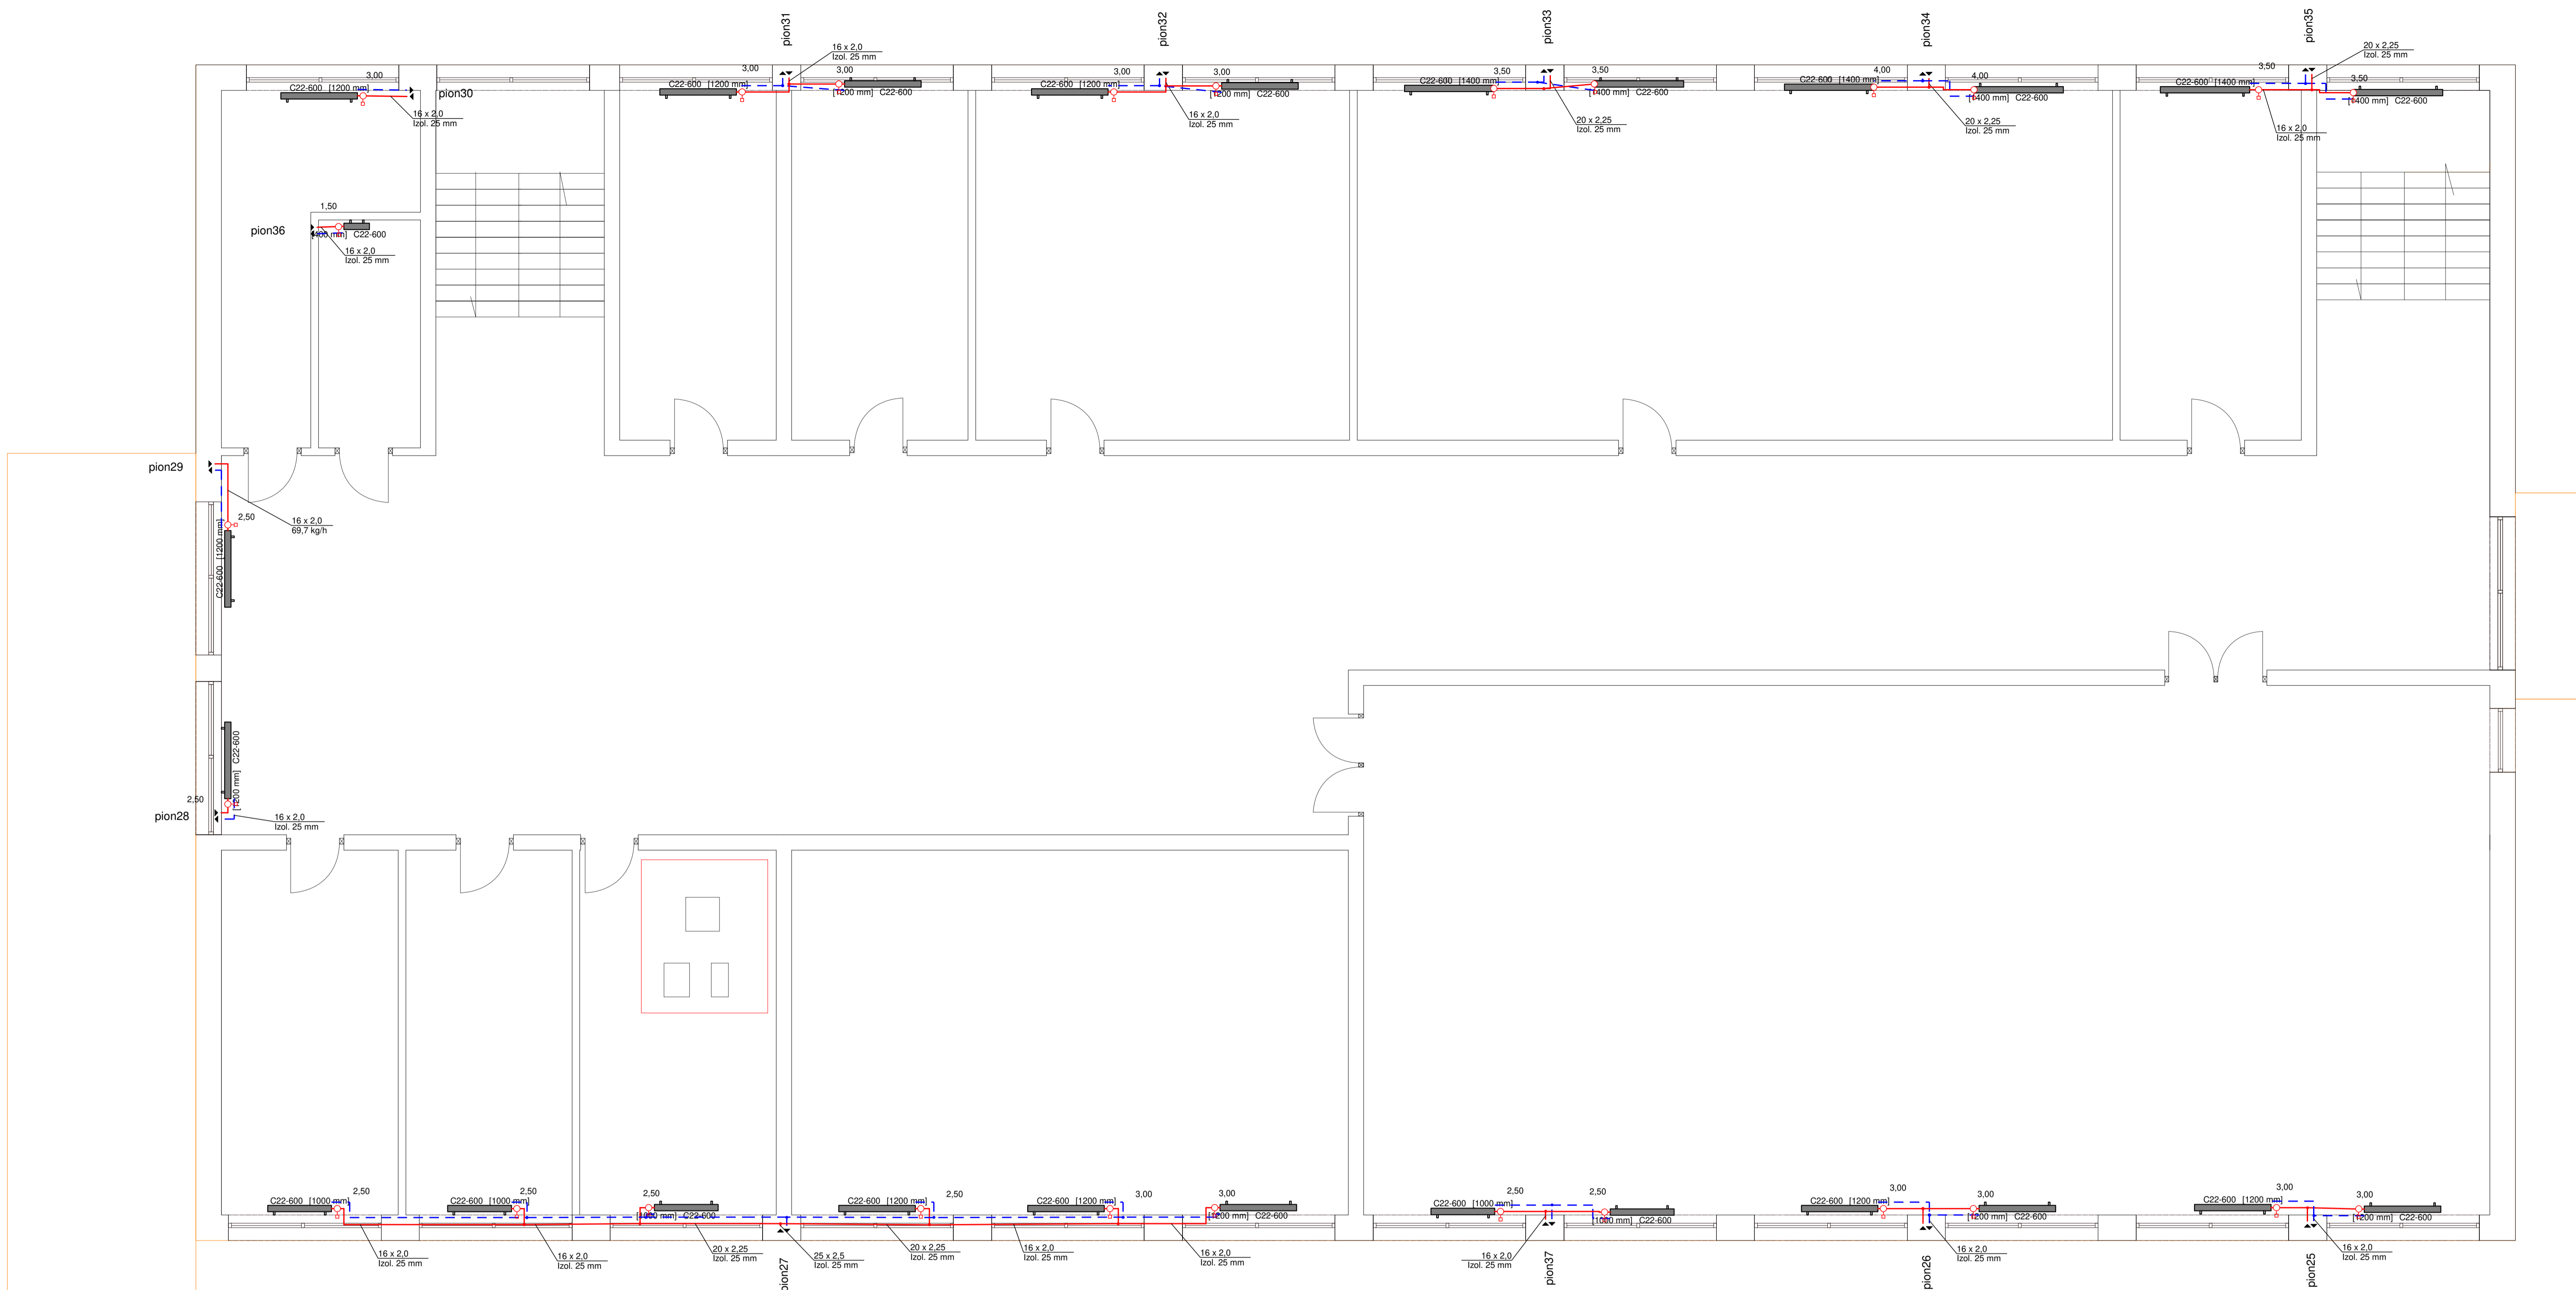 pion31
pion32
pion33
pion34
pion35
16 x 2,0
Izol. 25 mm
20 x 2,25
Izol. 25 mm
3,00
C22-600 [1200 mm]
pion30
16 x 2,0
Izol. 25 mm
3,00
C22-600 [1200 mm]
3,00
[1200 mm] C22-600
3,00
C22-600 [1200 mm]
3,00
[1200 mm] C22-600
16 x 2,0
Izol. 25 mm
3,50
C22-600 [1400 mm]
3,50
[1400 mm] C22-600
20 x 2,25
Izol. 25 mm
4,00
C22-600 [1400 mm]
4,00
[1400 mm] C22-600
20 x 2,25
Izol. 25 mm
3,50
C22-600 [1400 mm]
3,50
[1400 mm] C22-600
16 x 2,0
Izol. 25 mm
1,50
pion36
[400 mm] C22-600
16 x 2,0
Izol. 25 mm
pion29
2,50
16 x 2,0
69,7 kg/h
C22-600 [1200 mm]
[1200 mm] C22-600
2,50
pion28
16 x 2,0
Izol. 25 mm
2,50
C22-600 [1000 mm]
2,50
C22-600 [1000 mm]
2,50
[1000 mm] C22-600
2,50
C22-600 [1200 mm]
3,00
C22-600 [1200 mm]
3,00
[1200 mm] C22-600
2,50
C22-600 [1000 mm]
2,50
[1000 mm] C22-600
3,00
C22-600 [1200 mm]
3,00
[1200 mm] C22-600
3,00
C22-600 [1200 mm]
3,00
[1200 mm] C22-600
16 x 2,0
Izol. 25 mm
16 x 2,0
Izol. 25 mm
20 x 2,25
Izol. 25 mm
pion27
25 x 2,5
Izol. 25 mm
20 x 2,25
Izol. 25 mm
16 x 2,0
Izol. 25 mm
16 x 2,0
Izol. 25 mm
16 x 2,0
Izol. 25 mm
pion37
pion26
16 x 2,0
Izol. 25 mm
pion25
16 x 2,0
Izol. 25 mm